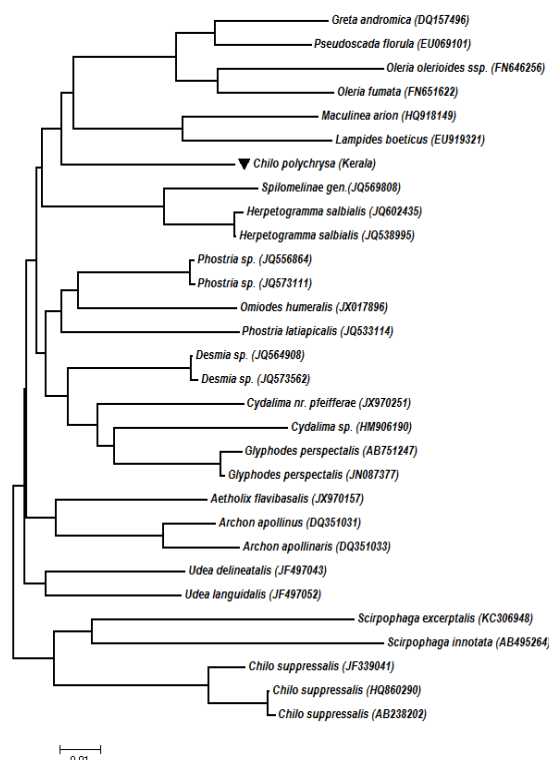 Greta andromica (DQ157496)
Pseudoscada florula (EU069101)
Oleria olerioides ssp. (FN646256)
Oleria fumata (FN651622)
Maculinea arion (HQ918149)
Lampides boeticus (EU919321)
Chilo polychrysa (Kerala)
Spilomelinae gen.(JQ569808)
Herpetogramma salbialis (JQ602435)
Herpetogramma salbialis (JQ538995)
Phostria sp. (JQ556864)
Phostria sp. (JQ573111)
Omiodes humeralis (JX017896)
Phostria latiapicalis (JQ533114)
Desmia sp. (JQ564908)
Desmia sp. (JQ573562)
Cydalima nr. pfeifferae (JX970251)
Cydalima sp. (HM906190)
Glyphodes perspectalis (AB751247)
Glyphodes perspectalis (JN087377)
Aetholix flavibasalis (JX970157)
Archon apollinus (DQ351031)
Archon apollinaris (DQ351033)
Udea delineatalis (JF497043)
Udea languidalis (JF497052)
Scirpophaga excerptalis (KC306948)
Scirpophaga innotata (AB495264)
Chilo suppressalis (JF339041)
Chilo suppressalis (HQ860290)
Chilo suppressalis (AB238202)
0.01